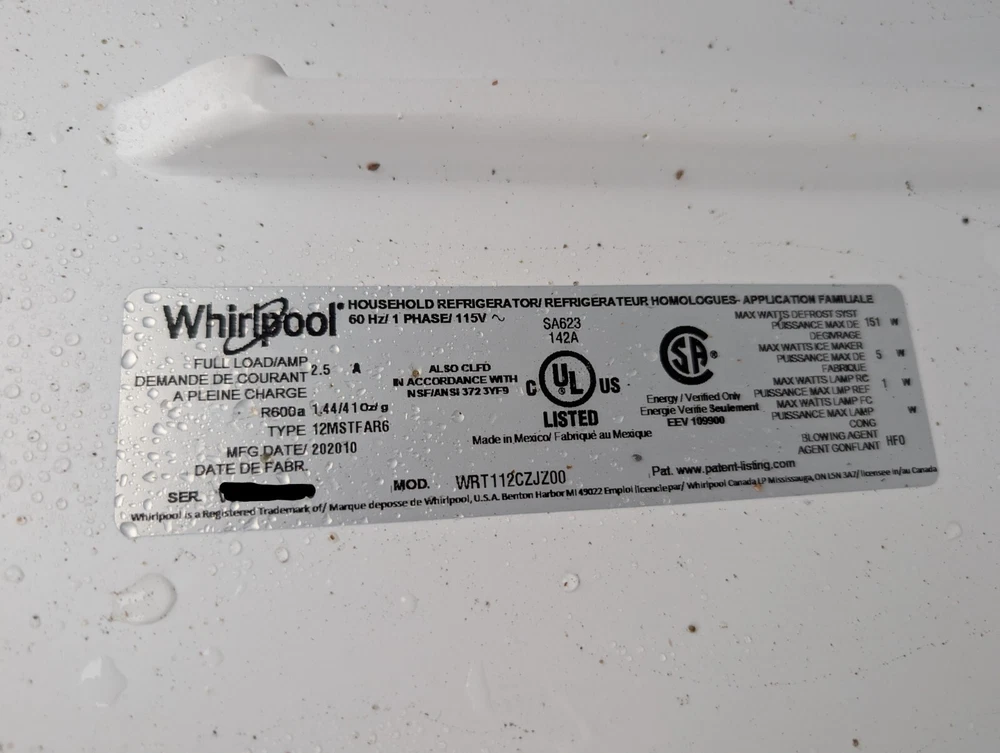 Whirlpool
HOUSEHOLD REFRIGERATOR/ REFRIGERATEUR HOMOLOGUES- APPLICATION FAMILIALE
60 Hz/ 1 PHASE/ 115V ~
FULL LOAD/AMP 2.5 A
DEMANDE DE COURANT
A PLEINE CHARGE
R600a 1.44/41 Oz/ g
TYPE 12MSTFAR6
MFG.DATE/ 202010
DATE DE FABR.
SER.
ALSO CLFD
IN ACCORDANCE WITH
NSF/ANSI 372 3YF9
SA623
142A
C UL ® US
LISTED
Made in Mexico/ Fabriqué au Mexique
MOD. WRT112CZJZ00
SA ®
Energy / Verified Only
Energie Verifie Seulement
EEV 109900
MAX WATTS DEFROST SYST
PUISSANCE MAX DE 151 W
DEGIVRAGE
MAX WATTS ICE MAKER
PUISSANCE MAX DE 5 W
FABRIQUE
MAX WATTS LAMP RC 1 W
PUISSANCE MAX LMP REF
MAX WATTS LAMP FC
PUISSANCE MAX LAMP W
CONG
BLOWING AGENT
AGENT GONFLANT HFO
Pat. www.patent-listing.com
Whirlpool is a Registered Trademark of/ Marque deposse de Whirlpool, U.S.A. Benton Harbor MI 49022 Emploi licencie par/ Whirlpool Canada LP Mississauga, ON L5N 3A7/ licensee in/au Canada